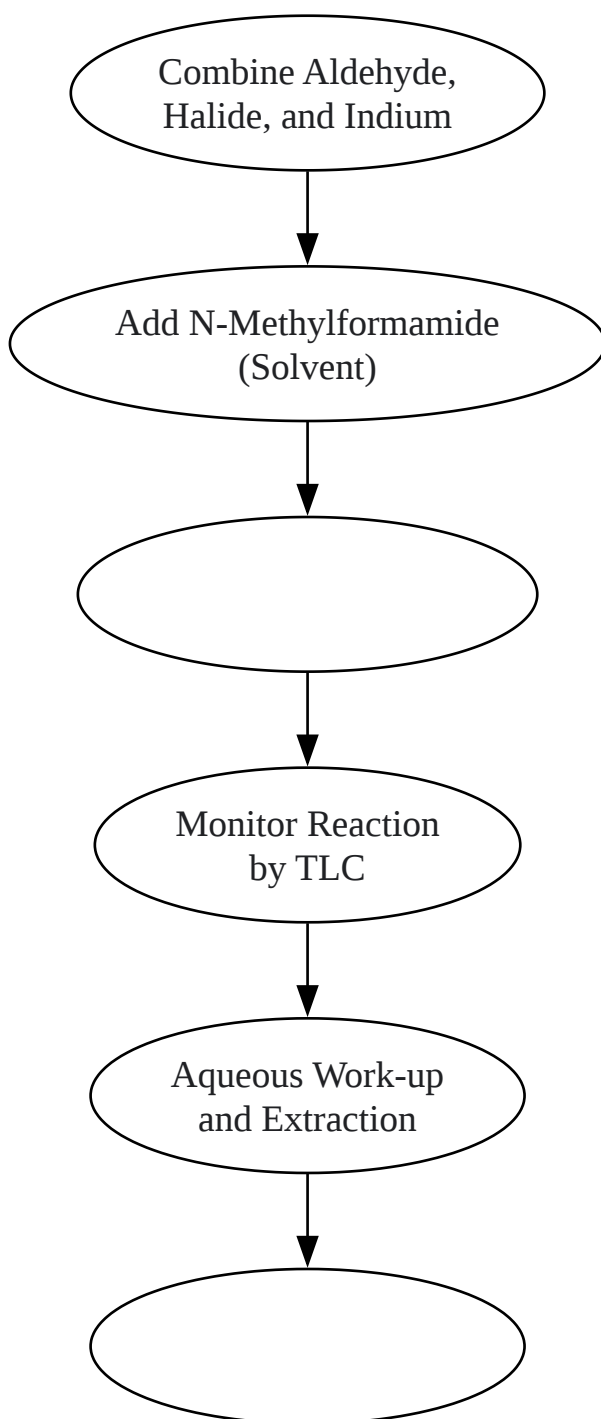 Combine Aldehyde,
Halide, and Indium
Add N-Methylformamide
(Solvent)
Monitor Reaction
by TLC
Aqueous Work-up
and Extraction